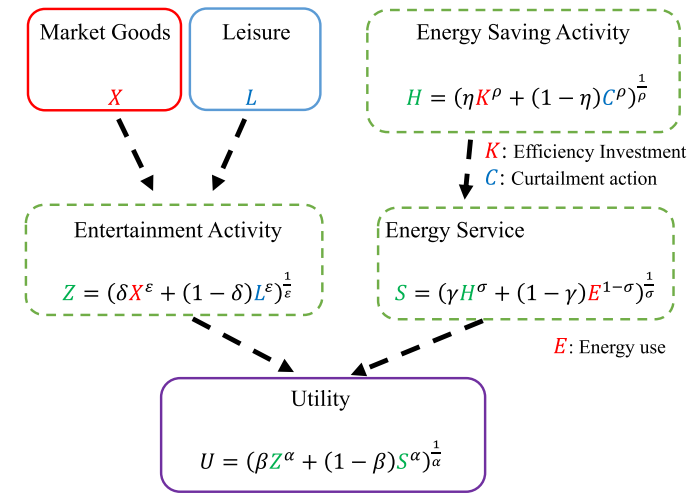 Market Goods
X
Leisure
L
Energy Saving Activity
H = (ηK^ρ + (1 − η)C^ρ)^{1/ρ}
K: Efficiency Investment
C: Curtailment action
Entertainment Activity
Z = (δX^ε + (1 − δ)L^ε)^{1/ε}
Energy Service
S = (γH^σ + (1 − γ)E^{1−σ})^{1/σ}
E: Energy use
Utility
U = (βZ^α + (1 − β)S^α)^{1/α}